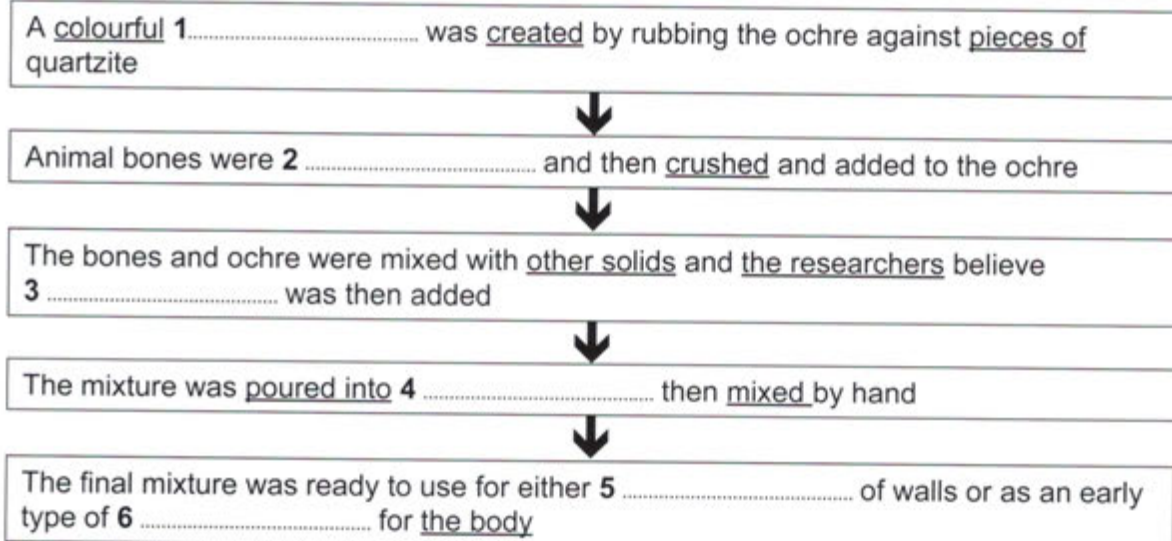 A colourful 1........................................ was created by rubbing the ochre against pieces of
quartzite
Animal bones were 2 ........................................ and then crushed and added to the ochre
The bones and ochre were mixed with other solids and the researchers believe
3 ........................................ was then added
The mixture was poured into 4 ........................................ then mixed by hand
The final mixture was ready to use for either 5 ........................................ of walls or as an early
type of 6 ........................................ for the body